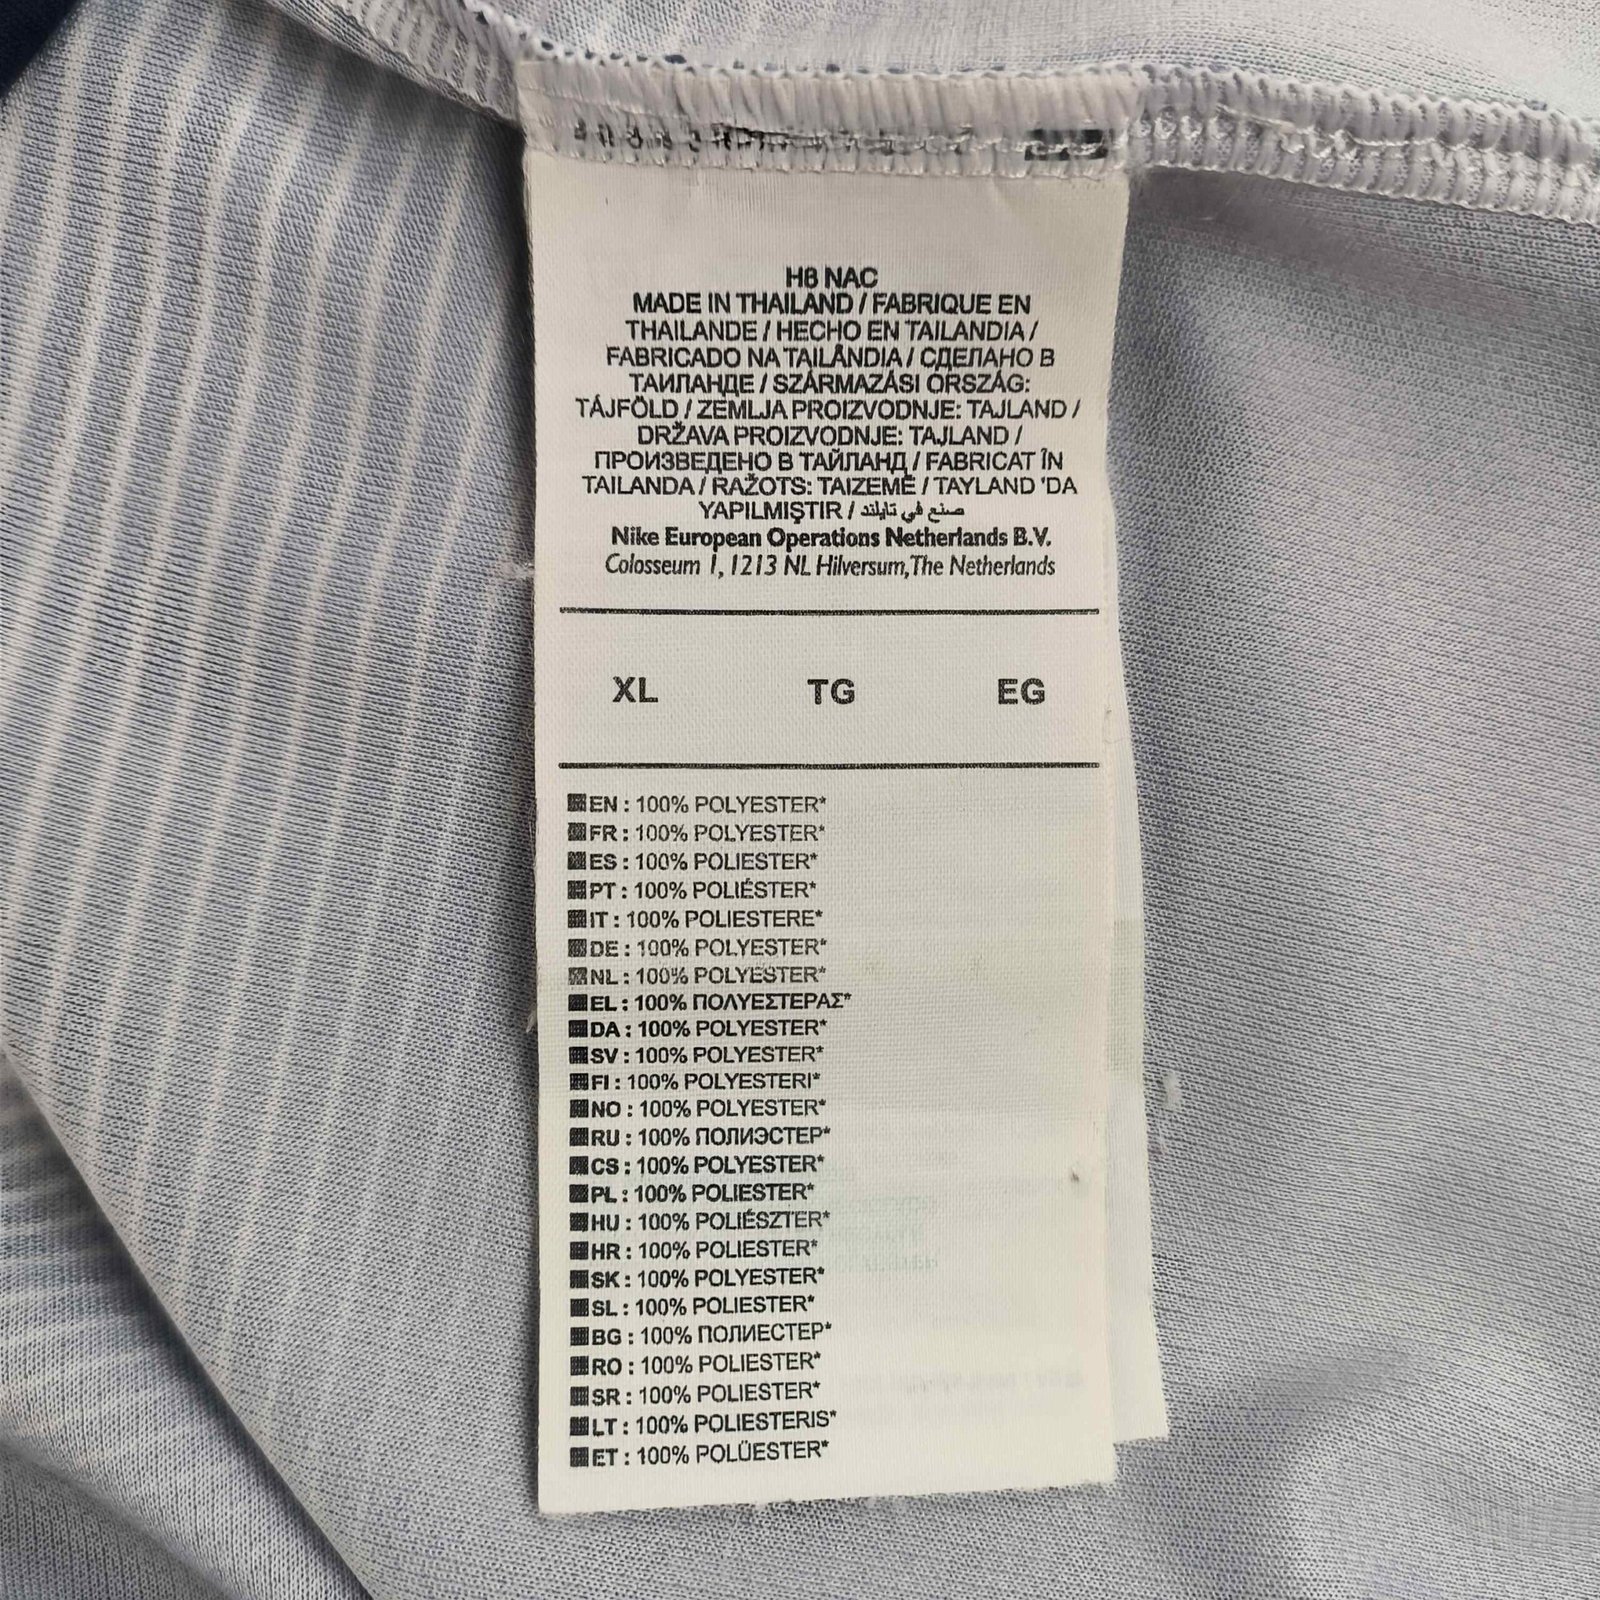 H8 NAC
MADE IN THAILAND / FABRIQUE EN
THAILANDE / HECHO EN TAILANDIA /
FABRICADO NA TAILÂNDIA / СДЕЛАНО В
ТАИЛАНДЕ / SZÁRMAZÁSI ORSZÁG:
TÁJFÖLD / ZEMLJA PROIZVODNJE: TAJLAND /
DRŽAVA PROIZVODNJE: TAJLAND /
ПРОИЗВЕДЕНО В ТАЙЛАНД / FABRICAT ÎN
TAILANDA / RAŽOTS: TAIZEMĒ / TAYLAND 'DA
YAPILMIŞTIR / صنع في تايلند
Nike European Operations Netherlands B.V.
Colosseum 1, 1213 NL Hilversum, The Netherlands
XL TG EG
EN : 100% POLYESTER*
FR : 100% POLYESTER*
ES : 100% POLIESTER*
PT : 100% POLIÉSTER*
IT : 100% POLIESTERE*
DE : 100% POLYESTER*
NL : 100% POLYESTER*
EL : 100% ΠΟΛΥΕΣΤΕΡΑΣ*
DA : 100% POLYESTER*
SV : 100% POLYESTER*
FI : 100% POLYESTERI*
NO : 100% POLYESTER*
RU : 100% ПОЛИЭСТЕР*
CS : 100% POLYESTER*
PL : 100% POLIESTER*
HU : 100% POLIÉSZTER*
HR : 100% POLIESTER*
SK : 100% POLYESTER*
SL : 100% POLIESTER*
BG : 100% ПОЛИЕСТЕР*
RO : 100% POLIESTER*
SR : 100% POLIESTER*
LT : 100% POLIESTERIS*
ET : 100% POLÜESTER*